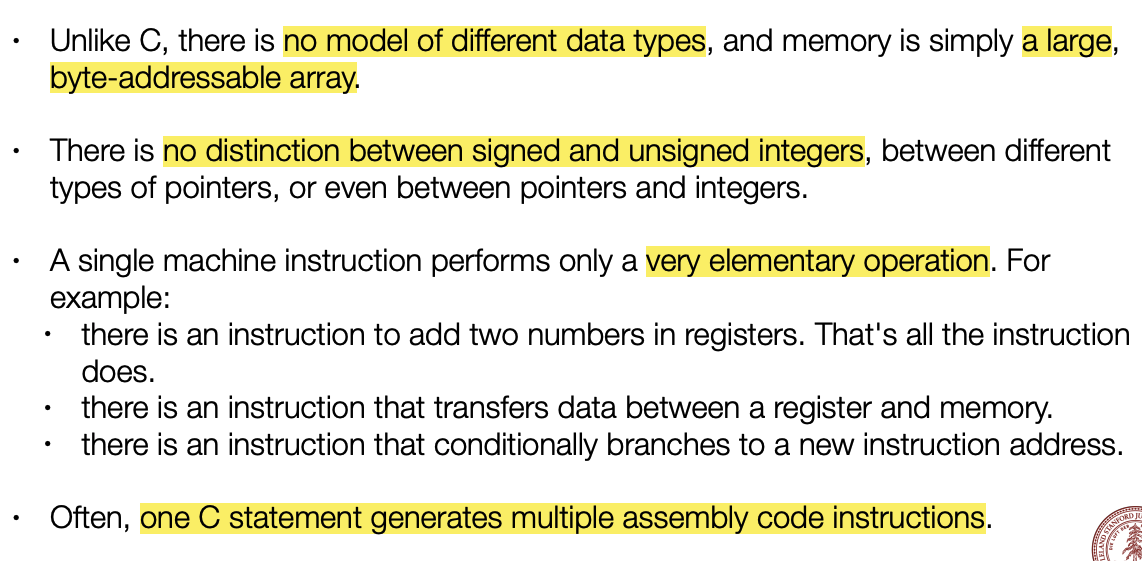 • Unlike C, there is no model of different data types, and memory is simply a large,
byte-addressable array.
• There is no distinction between signed and unsigned integers, between different
types of pointers, or even between pointers and integers.
• A single machine instruction performs only a very elementary operation. For
example:
• there is an instruction to add two numbers in registers. That's all the instruction
does.
• there is an instruction that transfers data between a register and memory.
• there is an instruction that conditionally branches to a new instruction address.
• Often, one C statement generates multiple assembly code instructions.